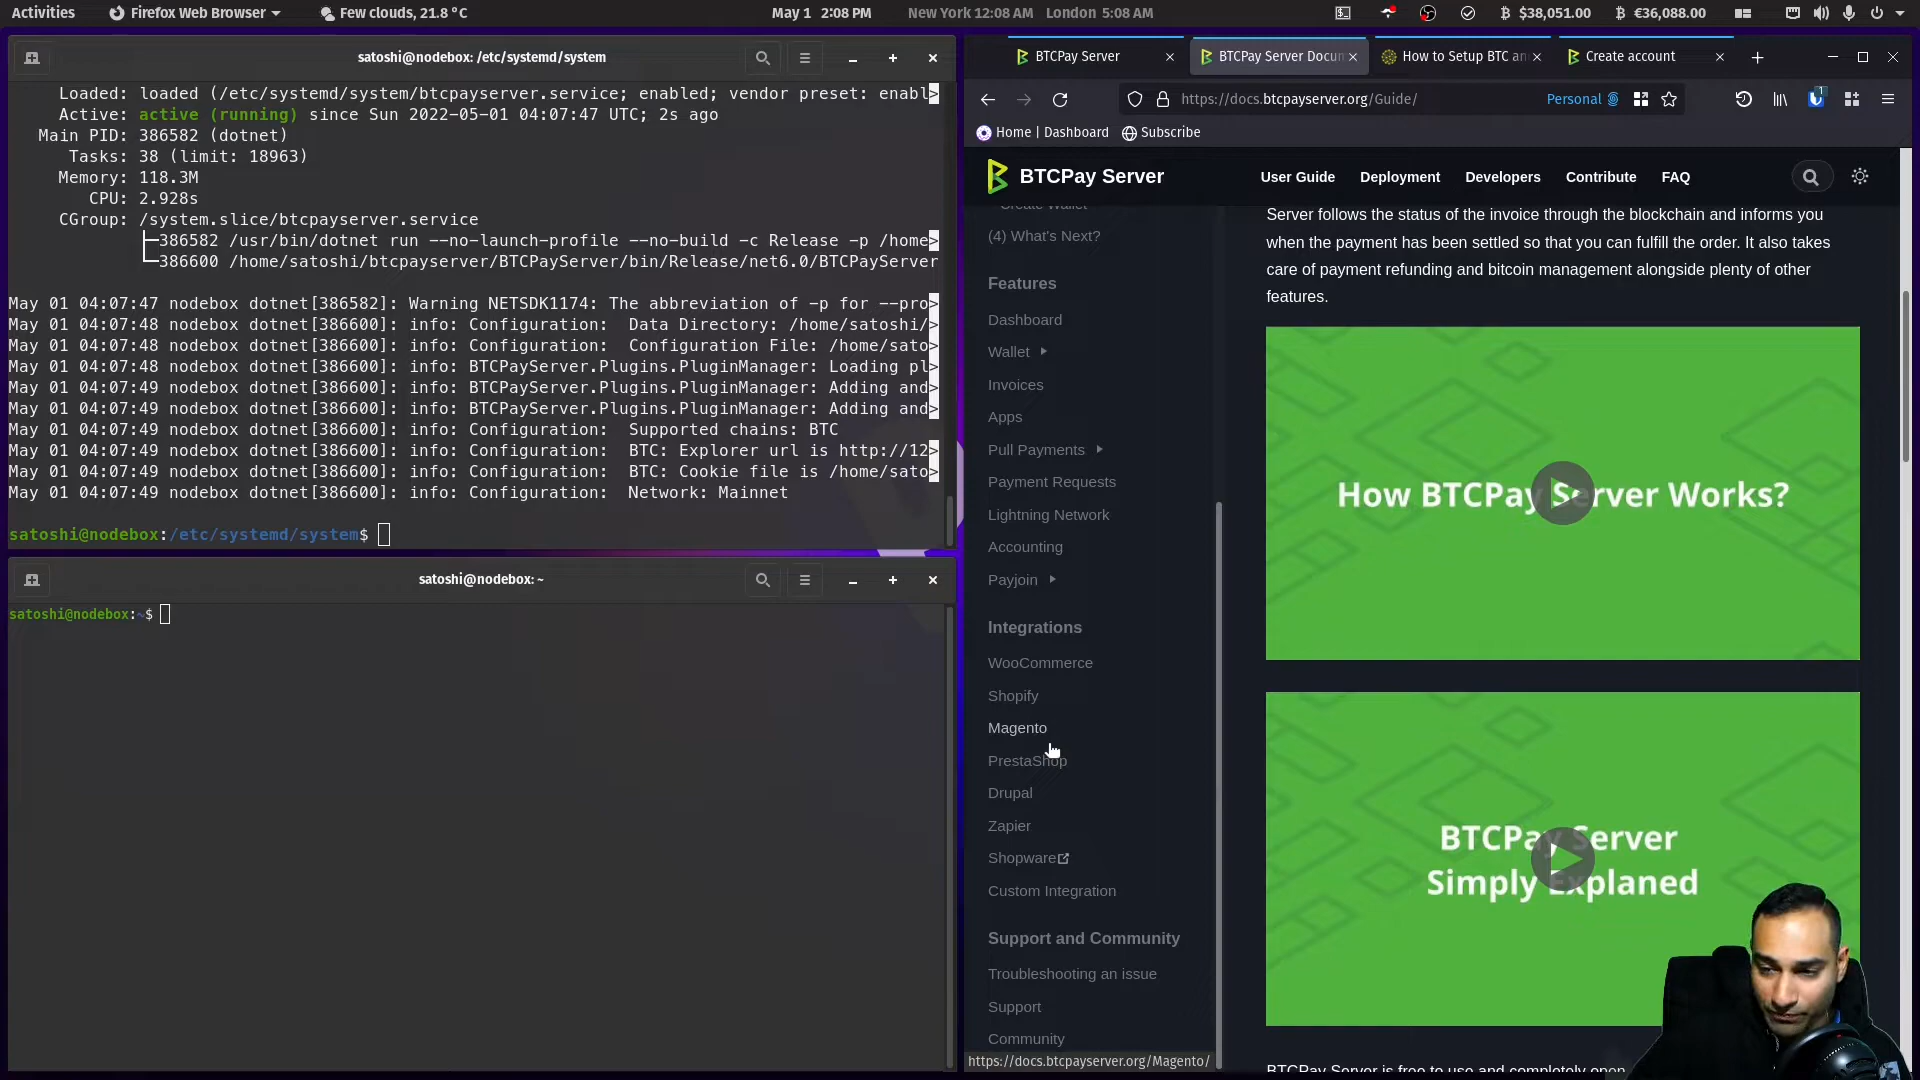 Activities
Firefox Web Browser
Few clouds, 21.8 °C
May 1 2:08 PM
New York 12:08 AM London 5:08 AM
₿ $38,051.00
₿ €36,088.00
satoshi@nodebox: /etc/systemd/system
Loaded: loaded (/etc/systemd/system/btcpayserver.service; enabled; vendor preset: enabl>
Active: active (running) since Sun 2022-05-01 04:07:47 UTC; 2s ago
Main PID: 386582 (dotnet)
Tasks: 38 (limit: 18963)
Memory: 118.3M
CPU: 2.928s
CGroup: /system.slice/btcpayserver.service
├─386582 /usr/bin/dotnet run --no-launch-profile --no-build -c Release -p /home>
└─386600 /home/satoshi/btcpayserver/BTCPayServer/bin/Release/net6.0/BTCPayServer
May 01 04:07:47 nodebox dotnet[386582]: Warning NETSDK1174: The abbreviation of -p for --pro>
May 01 04:07:48 nodebox dotnet[386600]: info: Configuration:  Data Directory: /home/satoshi/>
May 01 04:07:48 nodebox dotnet[386600]: info: Configuration:  Configuration File: /home/sato>
May 01 04:07:48 nodebox dotnet[386600]: info: BTCPayServer.Plugins.PluginManager: Loading pl>
May 01 04:07:49 nodebox dotnet[386600]: info: BTCPayServer.Plugins.PluginManager: Adding and>
May 01 04:07:49 nodebox dotnet[386600]: info: BTCPayServer.Plugins.PluginManager: Adding and>
May 01 04:07:49 nodebox dotnet[386600]: info: Configuration:  Supported chains: BTC
May 01 04:07:49 nodebox dotnet[386600]: info: Configuration:  BTC: Explorer url is http://12>
May 01 04:07:49 nodebox dotnet[386600]: info: Configuration:  BTC: Cookie file is /home/sato>
May 01 04:07:49 nodebox dotnet[386600]: info: Configuration:  Network: Mainnet
satoshi@nodebox:/etc/systemd/system$
satoshi@nodebox: ~
satoshi@nodebox:~$
BTCPay Server
BTCPay Server Docum
How to Setup BTC an
Create account
https://docs.btcpayserver.org/Guide/
Personal
1
Home | Dashboard
Subscribe
BTCPay Server
User Guide
Deployment
Developers
Contribute
FAQ
Create Wallet
(4) What's Next?
Features
Dashboard
Wallet
Invoices
Apps
Pull Payments
Payment Requests
Lightning Network
Accounting
Payjoin
Integrations
WooCommerce
Shopify
Magento
PrestaShop
Drupal
Zapier
Shopware
Custom Integration
Support and Community
Troubleshooting an issue
Support
Community
https://docs.btcpayserver.org/Magento/
Server follows the status of the invoice through the blockchain and informs you
when the payment has been settled so that you can fulfill the order. It also takes
care of payment refunding and bitcoin management alongside plenty of other
features.
How BTCPay Server Works?
BTCPay Server
Simply Explaned
BTCPay Server is free to use and completely open